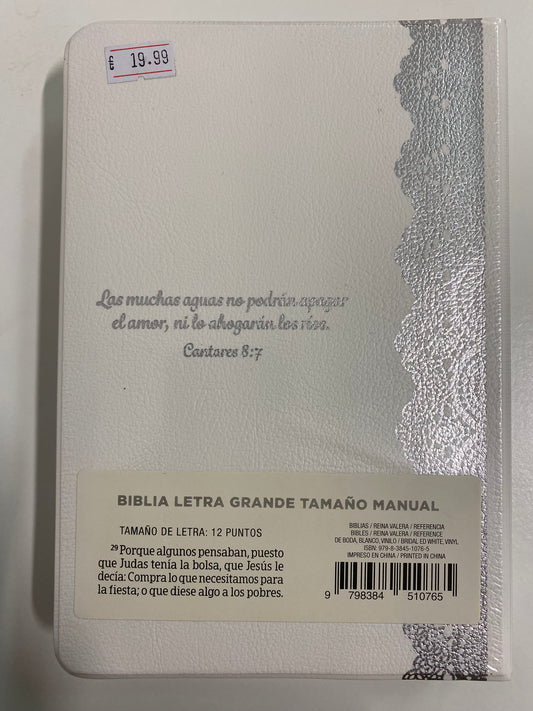 £ 19.99
Las muchas aguas no podrán apagar
el amor, ni lo ahogarán los ríos.
Cantares 8:7
BIBLIA LETRA GRANDE TAMAÑO MANUAL
TAMAÑO DE LETRA: 12 PUNTOS
29 Porque algunos pensaban, puesto
que Judas tenía la bolsa, que Jesús le
decía: Compra lo que necesitamos para
la fiesta; o que diese algo a los pobres.
BIBLIAS / REINA VALERA / REFERENCIA
BIBLES / REINA VALERA / REFERENCE
DE BODA, BLANCO, VINILO / BRIDAL ED WHITE, VINYL
ISBN: 979-8-3845-1076-5
IMPRESO EN CHINA / PRINTED IN CHINA
9 798384 510765